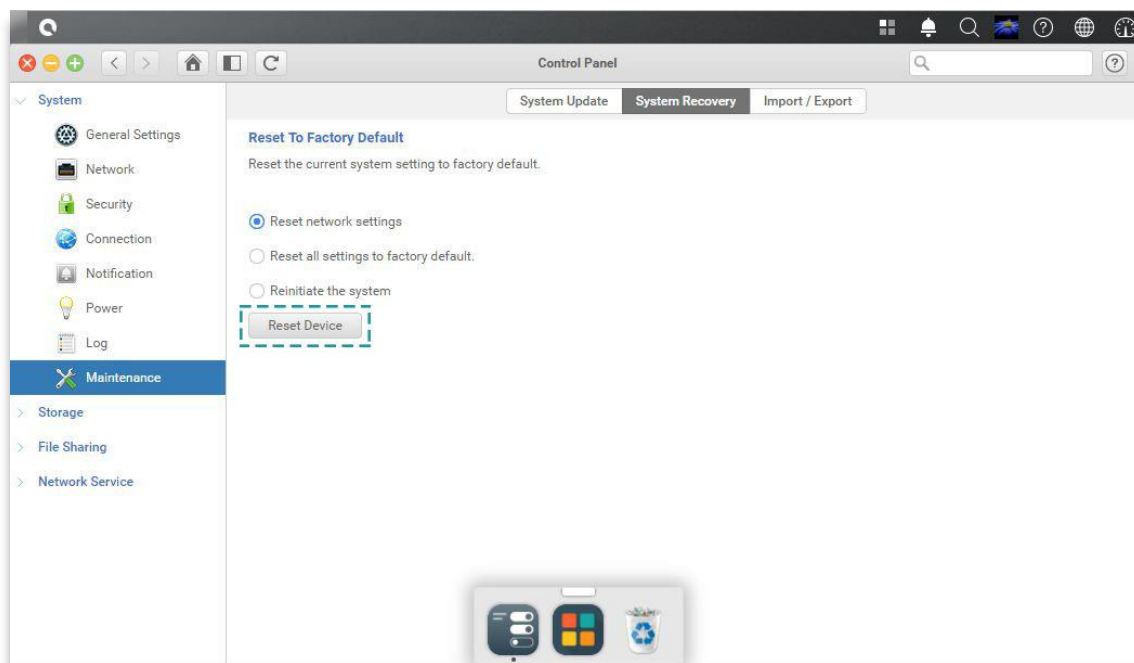 Control Panel
System
General Settings
Network
Security
Connection
Notification
Power
Log
Maintenance
Storage
File Sharing
Network Service
System Update
System Recovery
Import / Export
Reset To Factory Default
Reset the current system setting to factory default.
Reset network settings
Reset all settings to factory default.
Reinitiate the system
Reset Device